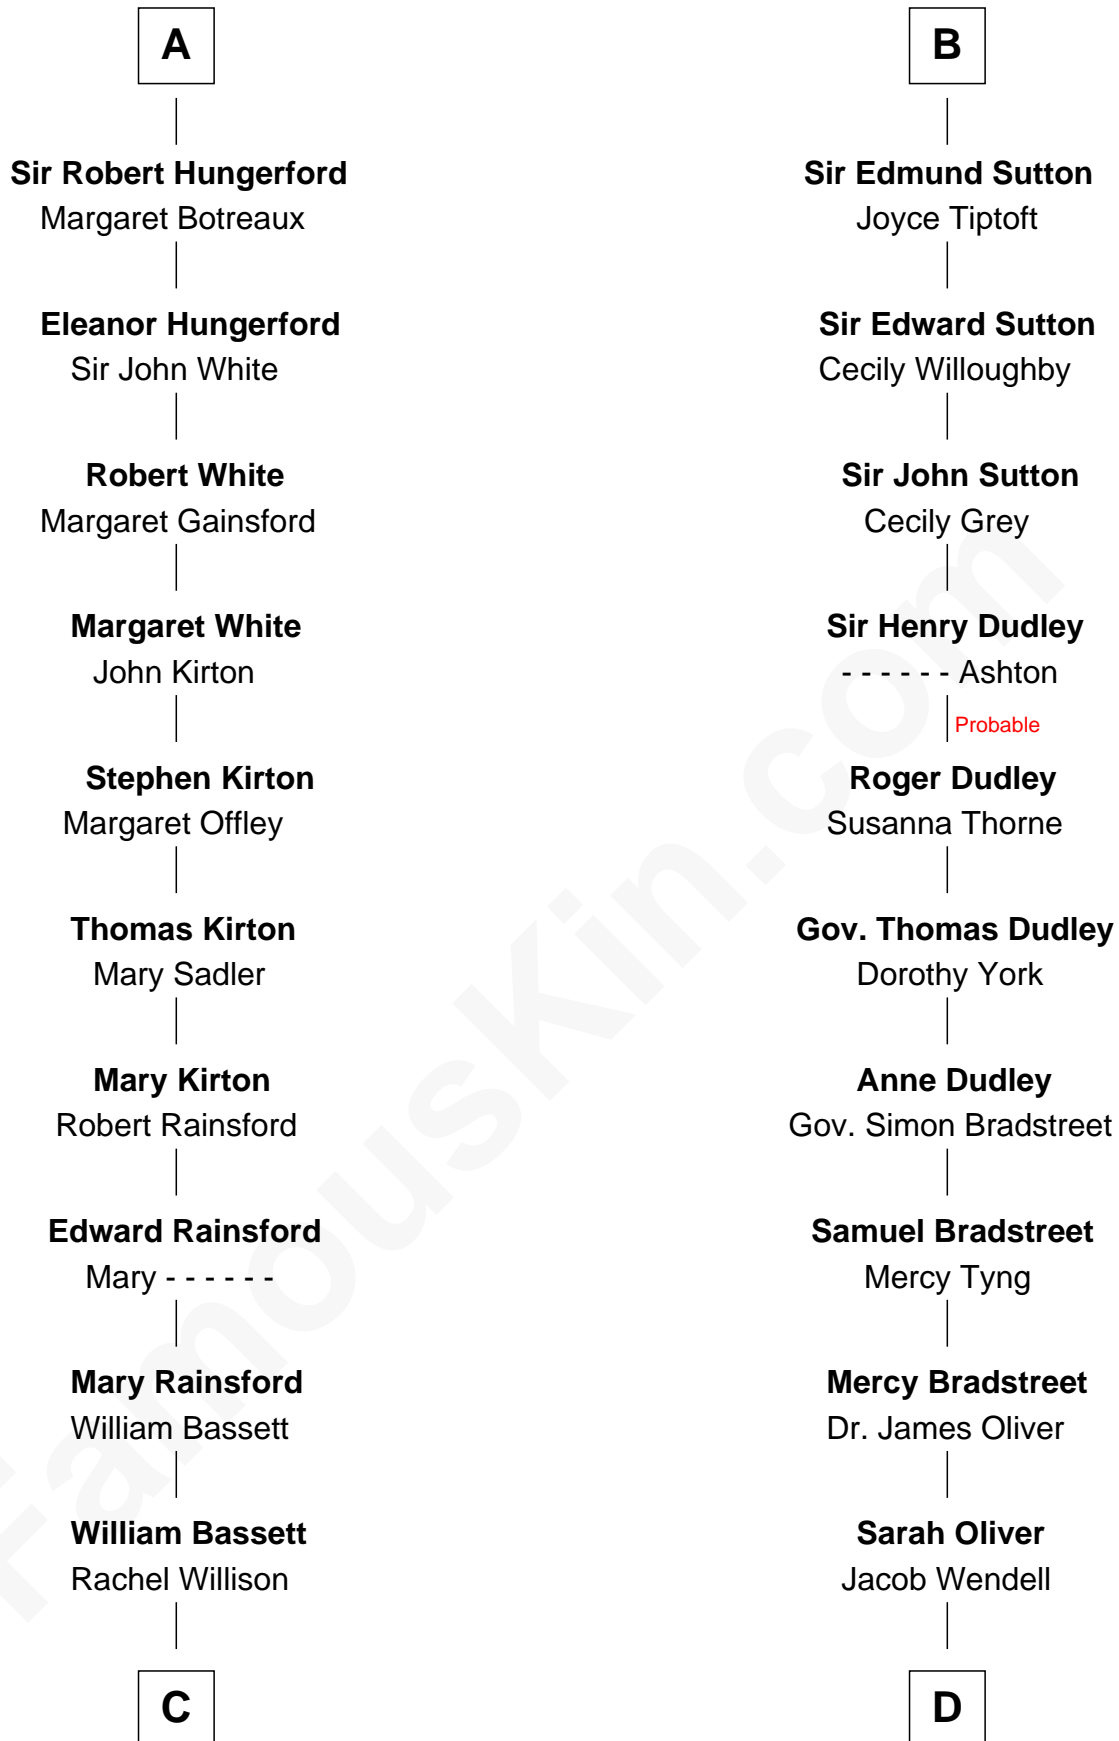 A
Sir Robert Hungerford
Margaret Botreaux
Eleanor Hungerford
Sir John White
Robert White
Margaret Gainsford
Margaret White
John Kirton
Stephen Kirton
Margaret Offley
Thomas Kirton
Mary Sadler
Mary Kirton
Robert Rainsford
Edward Rainsford
Mary - - - - - -
Mary Rainsford
William Bassett
William Bassett
Rachel Willison
C
B
Sir Edmund Sutton
Joyce Tiptoft
Sir Edward Sutton
Cecily Willoughby
Sir John Sutton
Cecily Grey
Sir Henry Dudley
- - - - - - Ashton
Probable
Roger Dudley
Susanna Thorne
Gov. Thomas Dudley
Dorothy York
Anne Dudley
Gov. Simon Bradstreet
Samuel Bradstreet
Mercy Tyng
Mercy Bradstreet
Dr. James Oliver
Sarah Oliver
Jacob Wendell
D
FamousKin.com